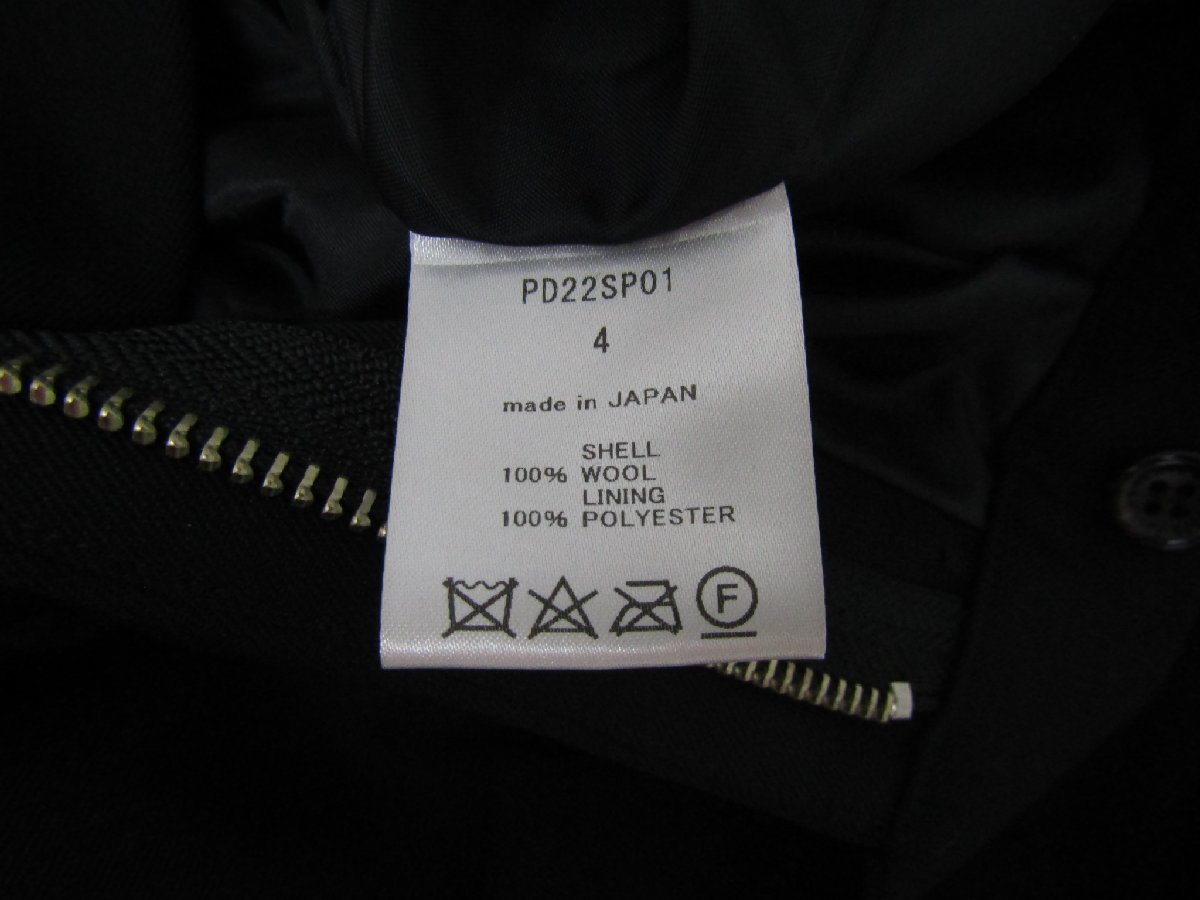 PD22SP01
4
made in JAPAN
SHELL
100% WOOL
LINING
100% POLYESTER
F